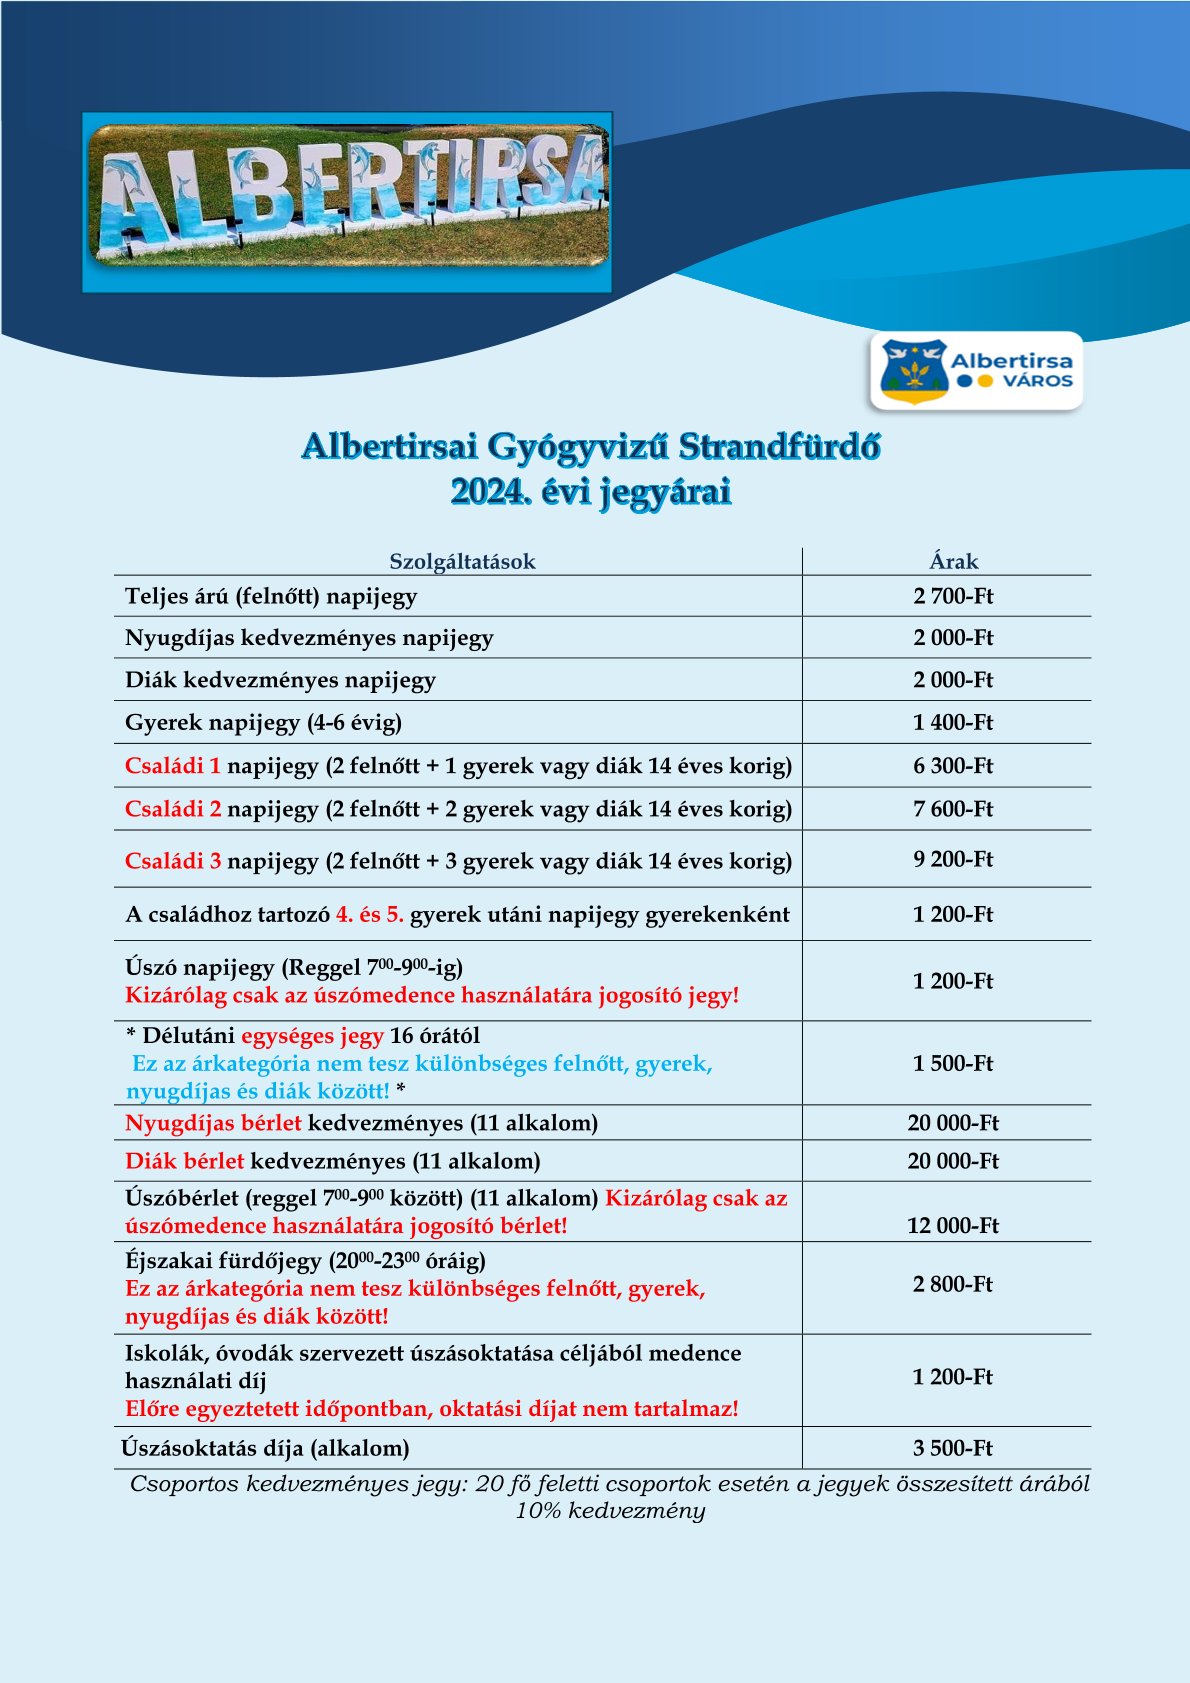 ALBERTIRSA
Albertirsa
VÁROS
Albertirsai Gyógyvizű Strandfürdő
2024. évi jegyárai
Szolgáltatások Árak
Teljes árú (felnőtt) napijegy 2 700-Ft
Nyugdíjas kedvezményes napijegy 2 000-Ft
Diák kedvezményes napijegy 2 000-Ft
Gyerek napijegy (4-6 évig) 1 400-Ft
Családi 1 napijegy (2 felnőtt + 1 gyerek vagy diák 14 éves korig) 6 300-Ft
Családi 2 napijegy (2 felnőtt + 2 gyerek vagy diák 14 éves korig) 7 600-Ft
Családi 3 napijegy (2 felnőtt + 3 gyerek vagy diák 14 éves korig) 9 200-Ft
A családhoz tartozó 4. és 5. gyerek utáni napijegy gyerekenként 1 200-Ft
Úszó napijegy (Reggel 7⁰⁰-9⁰⁰-ig)
Kizárólag csak az úszómedence használatára jogosító jegy! 1 200-Ft
* Délutáni egységes jegy 16 órától
Ez az árkategória nem tesz különbséges felnőtt, gyerek, 1 500-Ft
nyugdíjas és diák között! *
Nyugdíjas bérlet kedvezményes (11 alkalom) 20 000-Ft
Diák bérlet kedvezményes (11 alkalom) 20 000-Ft
Úszóbérlet (reggel 7⁰⁰-9⁰⁰ között) (11 alkalom) Kizárólag csak az
úszómedence használatára jogosító bérlet! 12 000-Ft
Éjszakai fürdőjegy (20⁰⁰-23⁰⁰ óráig)
Ez az árkategória nem tesz különbséges felnőtt, gyerek, 2 800-Ft
nyugdíjas és diák között!
Iskolák, óvodák szervezett úszásoktatása céljából medence
használati díj 1 200-Ft
Előre egyeztetett időpontban, oktatási díjat nem tartalmaz!
Úszásoktatás díja (alkalom) 3 500-Ft
Csoportos kedvezményes jegy: 20 fő feletti csoportok esetén a jegyek összesített árából
10% kedvezmény